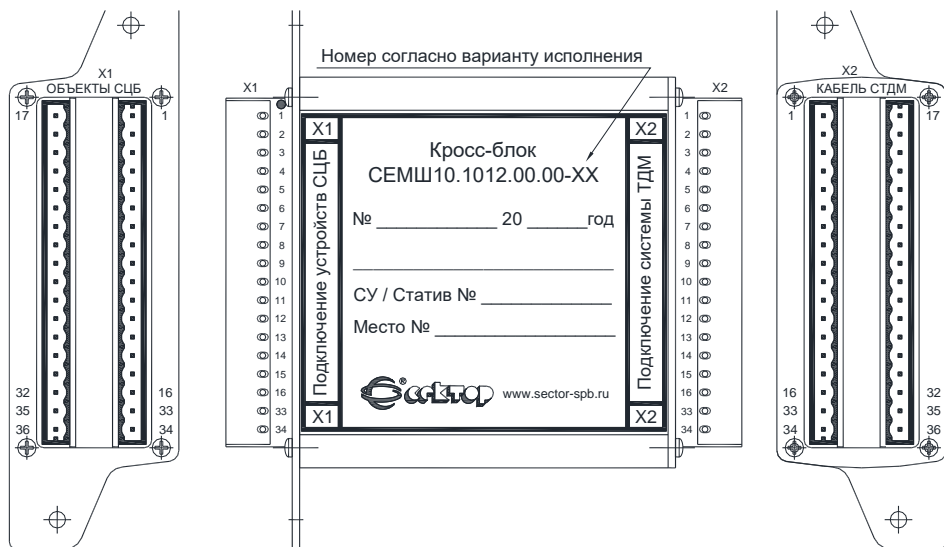 Номер согласно варианту исполнения
X1
ОБЪЕКТЫ СЦБ
17 1
32 16
35 33
36 34
X1
1
2
3
4
5
6
7
8
9
10
11
12
13
14
15
16
33
34
X1
Подключение устройств СЦБ
X1
Кросс-блок
СЕМШ10.1012.00.00-ХХ
№ ____________ 20 ______год
__________________________
СУ / Статив № _____________
Место № __________________
®
сектор www.sector-spb.ru
X2
Подключение системы ТДМ
X2
X2
1
2
3
4
5
6
7
8
9
10
11
12
13
14
15
16
33
34
X2
КАБЕЛЬ СТДМ
1 17
16 32
33 35
34 36